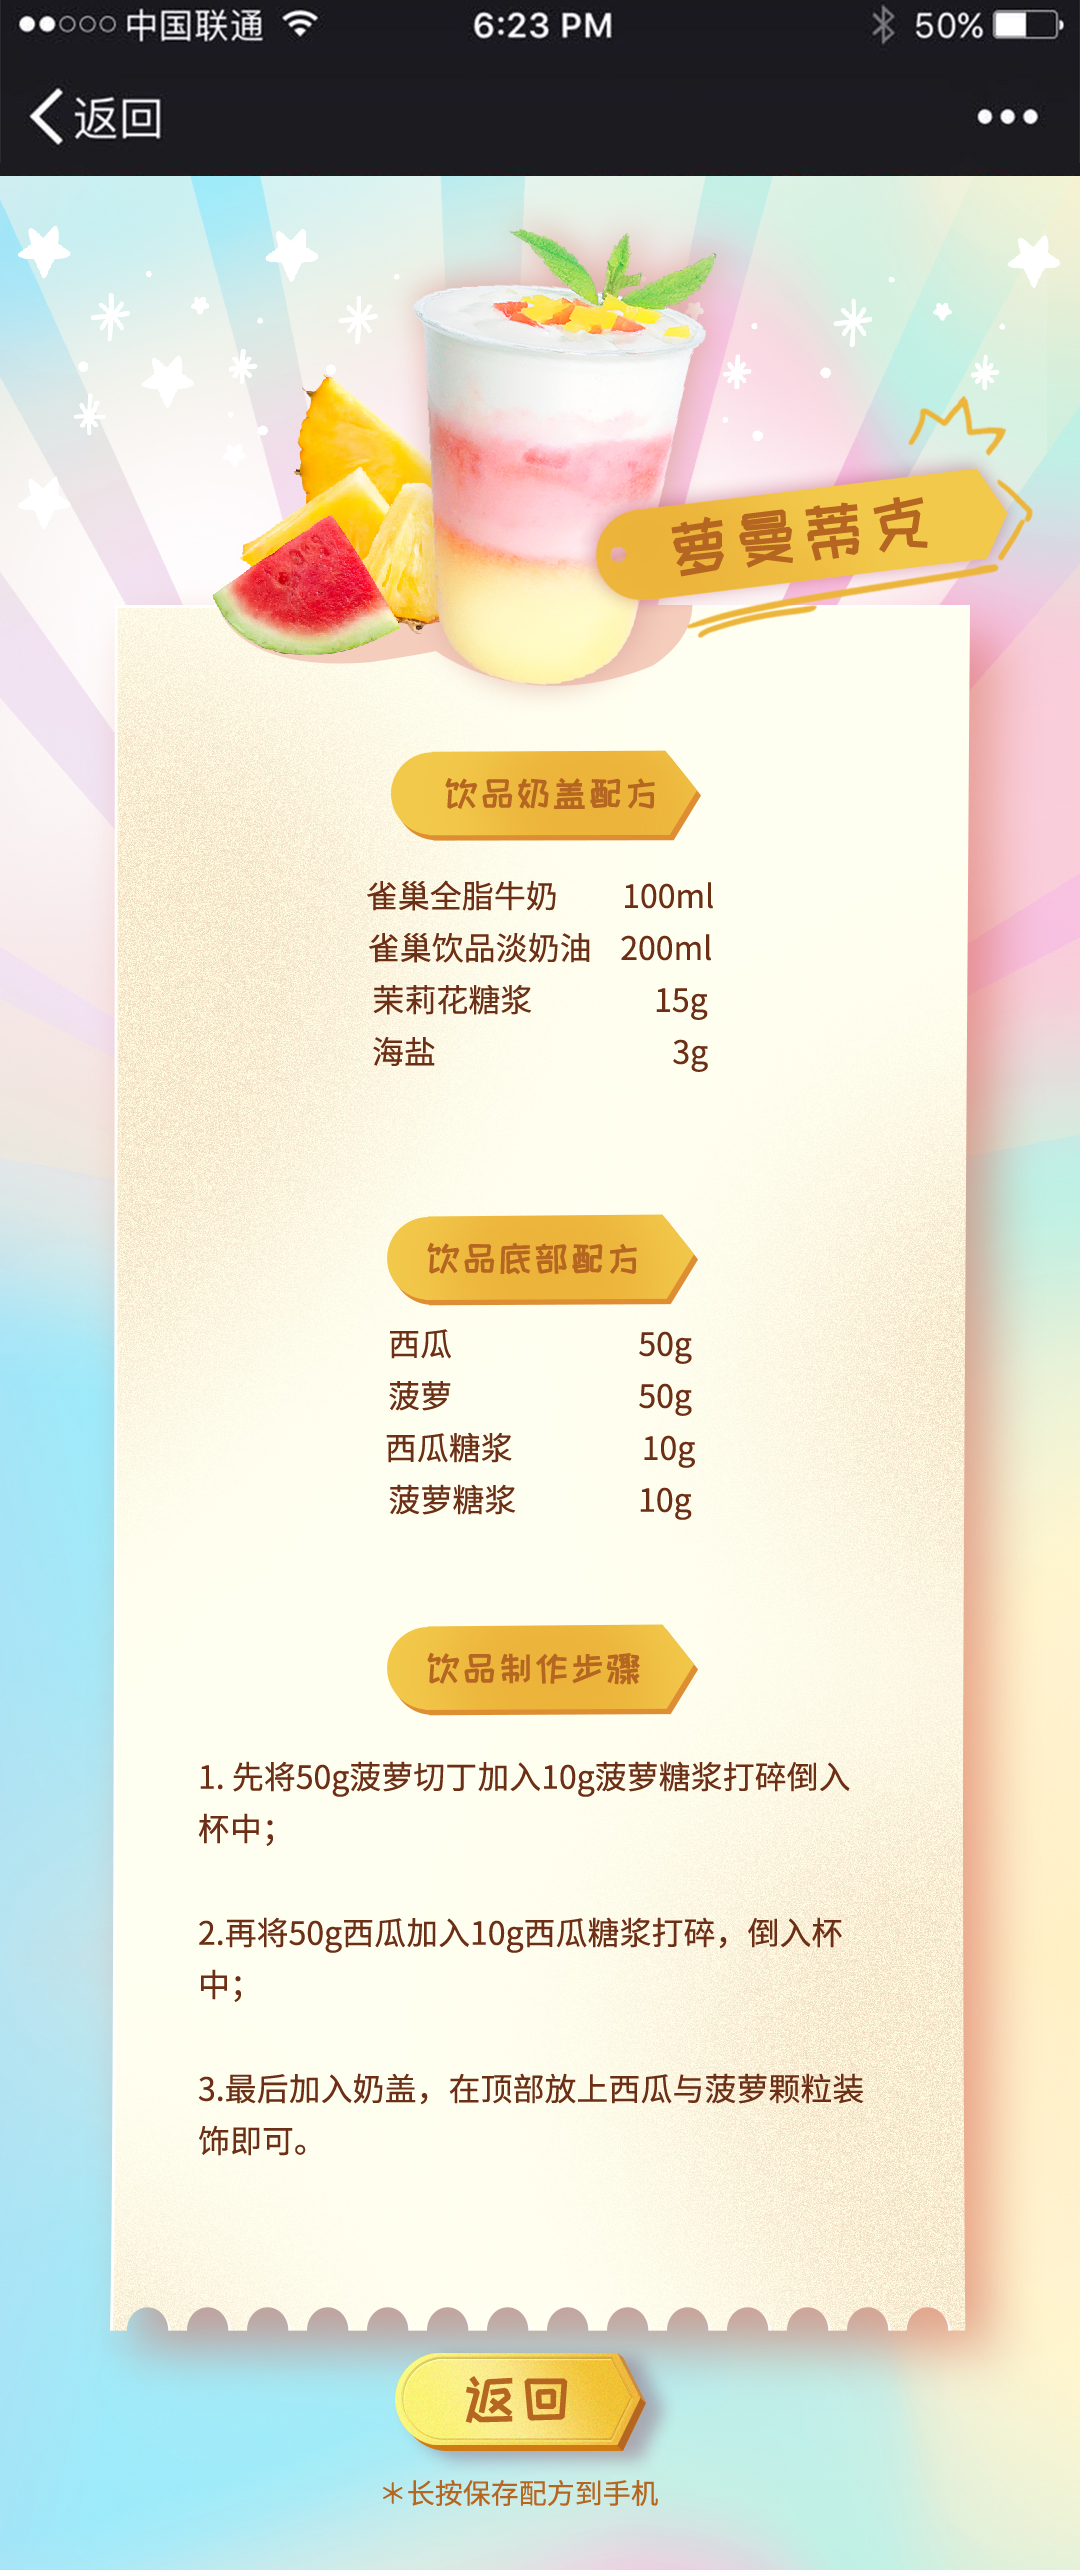 中国联通 6:23 PM 50%
返回
萝曼蒂克
饮品奶盖配方
雀巢全脂牛奶 100ml
雀巢饮品淡奶油 200ml
茉莉花糖浆 15g
海盐 3g
饮品底部配方
西瓜 50g
菠萝 50g
西瓜糖浆 10g
菠萝糖浆 10g
饮品制作步骤
1. 先将50g菠萝切丁加入10g菠萝糖浆打碎倒入
杯中；
2.再将50g西瓜加入10g西瓜糖浆打碎，倒入杯
中；
3.最后加入奶盖，在顶部放上西瓜与菠萝颗粒装
饰即可。
返回
＊长按保存配方到手机